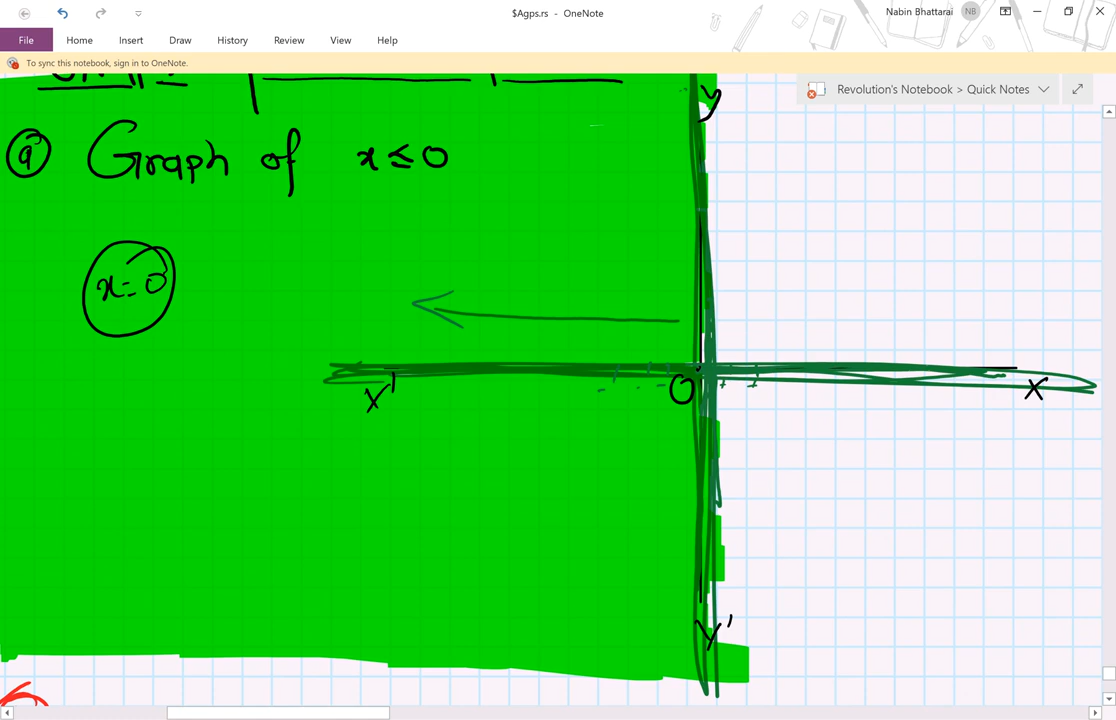 $Agps.rs - OneNote
Nabin Bhattarai NB
File Home Insert Draw History Review View Help
To sync this notebook, sign in to OneNote.
Revolution's Notebook > Quick Notes
Y
a Graph of x ≤ 0
x = 0
X' O X
Y'